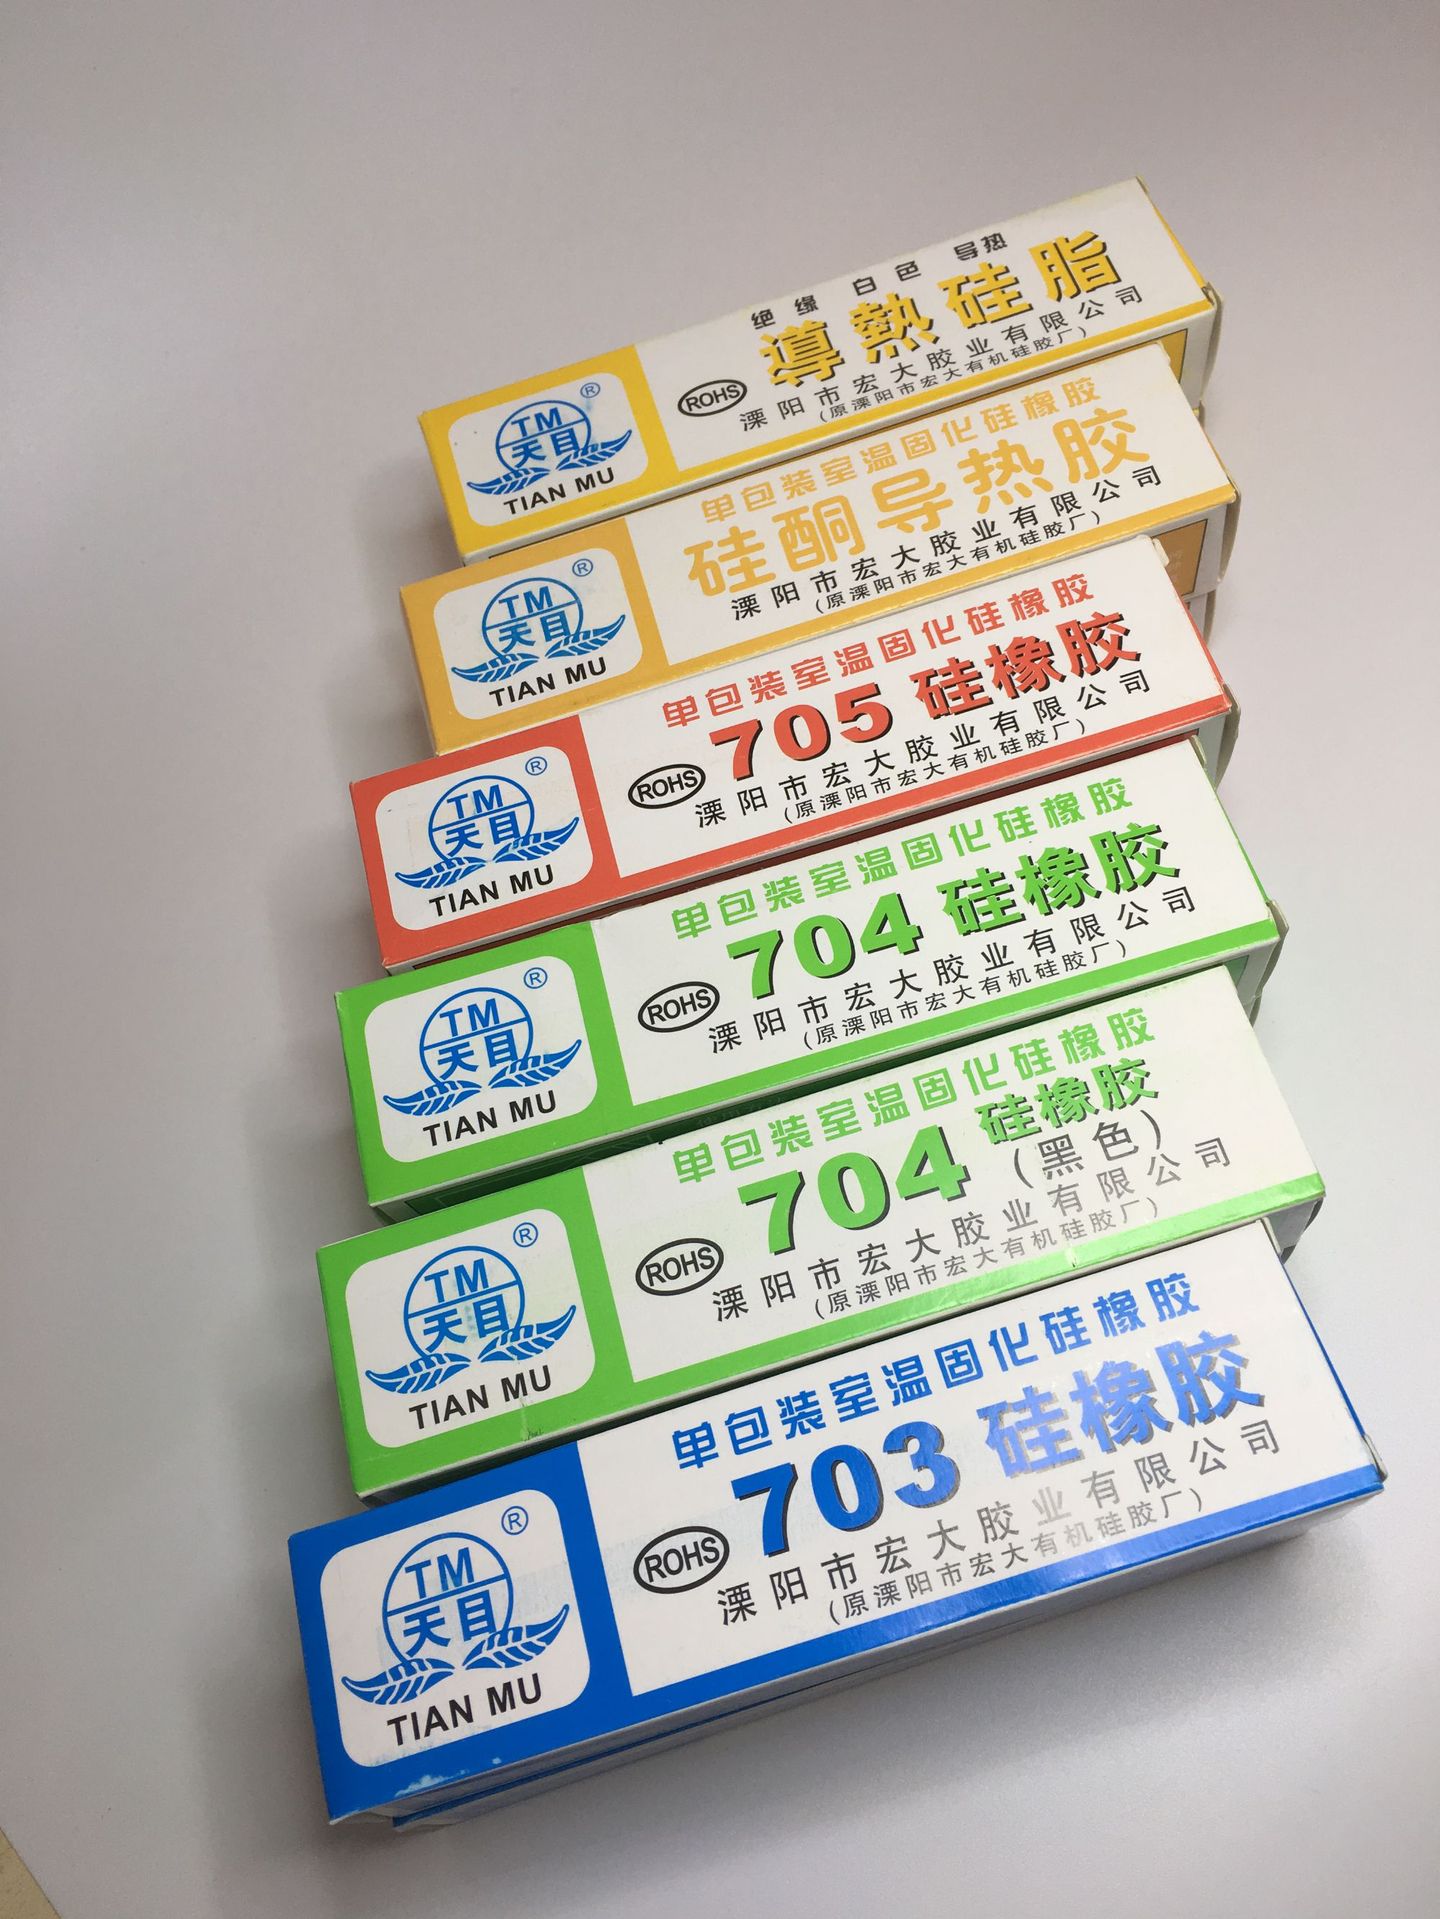 绝缘 白色 导热
導熱硅脂
ROHS
溧阳市宏大胶业有限公司
(原溧阳市宏大有机硅胶厂)
TM
®
天目
TIAN MU
单包装室温固化硅橡胶
硅酮导热胶
溧阳市宏大胶业有限公司
(原溧阳市宏大有机硅胶厂)
TM
®
天目
TIAN MU
单包装室温固化硅橡胶
705 硅橡胶
ROHS
溧阳市宏大胶业有限公司
(原溧阳市宏大有机硅胶厂)
TM
®
天目
TIAN MU
单包装室温固化硅橡胶
704 硅橡胶
ROHS
溧阳市宏大胶业有限公司
(原溧阳市宏大有机硅胶厂)
TM
®
天目
TIAN MU
单包装室温固化硅橡胶
704 硅橡胶
(黑色)
ROHS
溧阳市宏大胶业有限公司
(原溧阳市宏大有机硅胶厂)
TM
®
天目
TIAN MU
单包装室温固化硅橡胶
703 硅橡胶
ROHS
溧阳市宏大胶业有限公司
(原溧阳市宏大有机硅胶厂)
TM
®
天目
TIAN MU